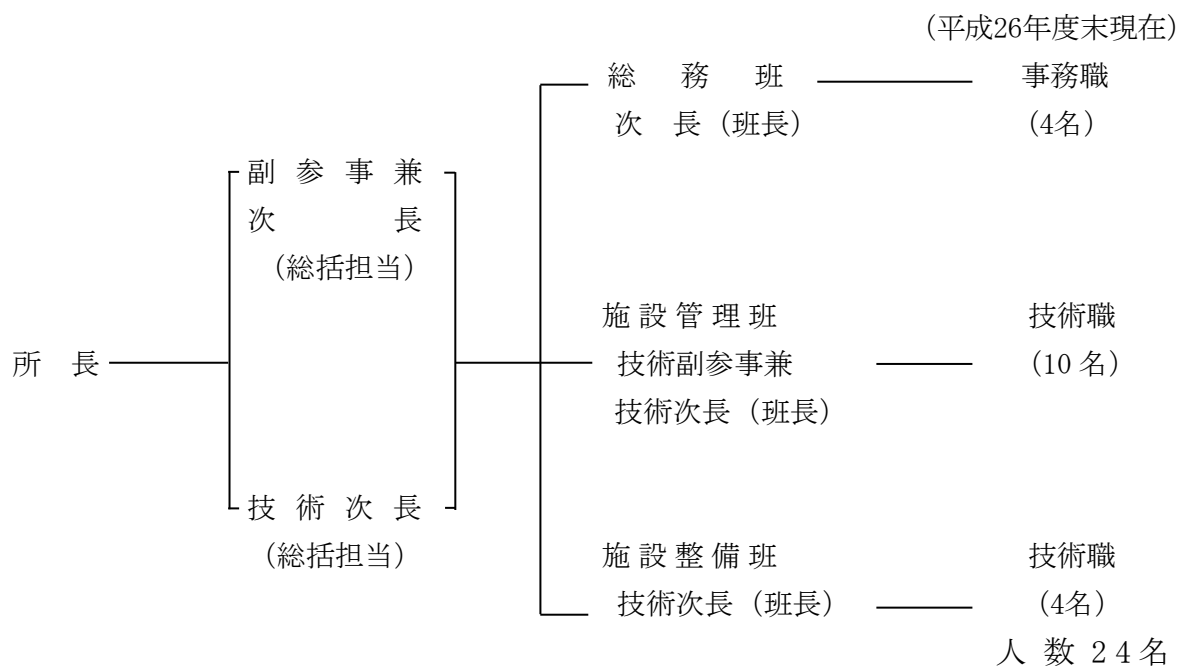 (平成26年度末現在)
総務班 事務職
次長（班長） (4名)
副参事兼
次長
(総括担当)
施設管理班 技術職
所長 技術副参事兼 (10名)
技術次長（班長）
技術次長
(総括担当)
施設整備班 技術職
技術次長（班長） (4名)
人数24名